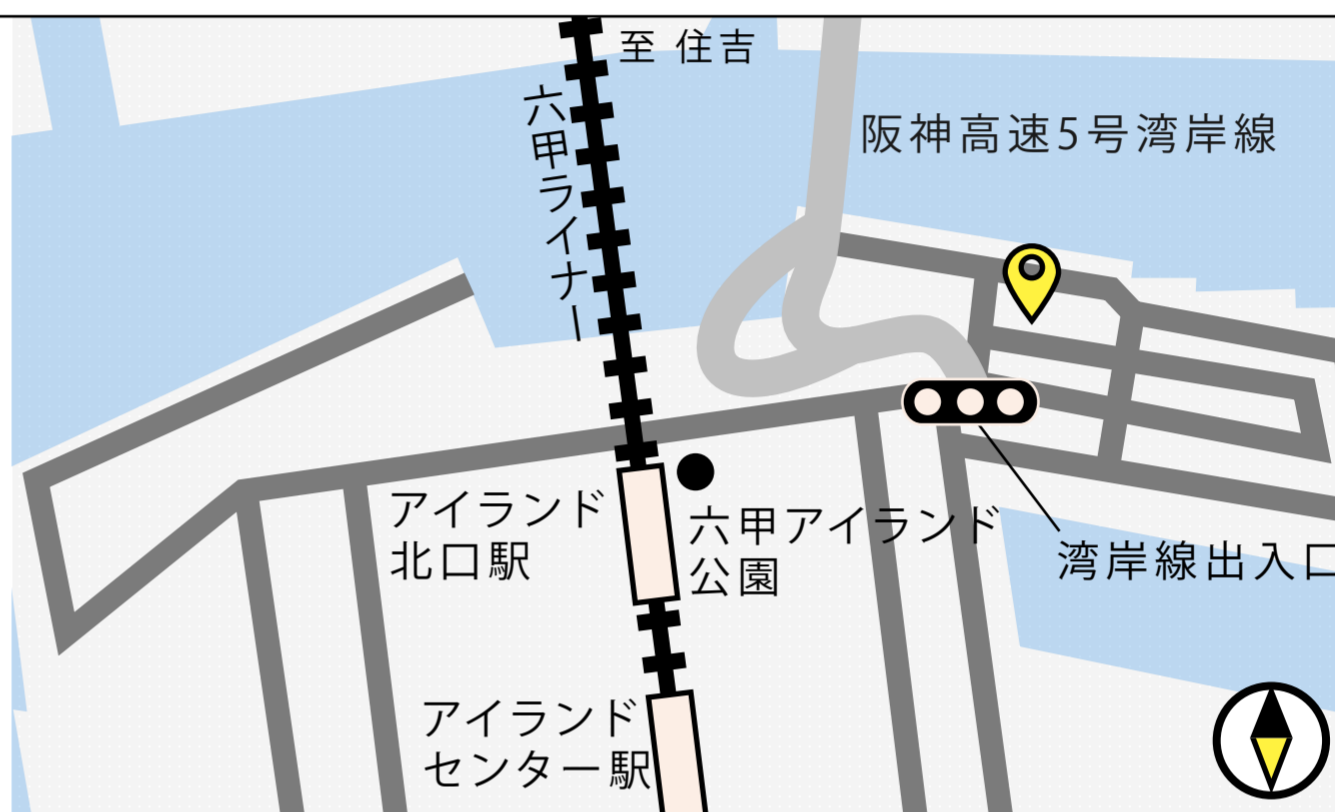 至 住吉
六甲ライナー
阪神高速5号湾岸線
アイランド
北口駅
六甲アイランド
公園
湾岸線出入口
アイランド
センター駅